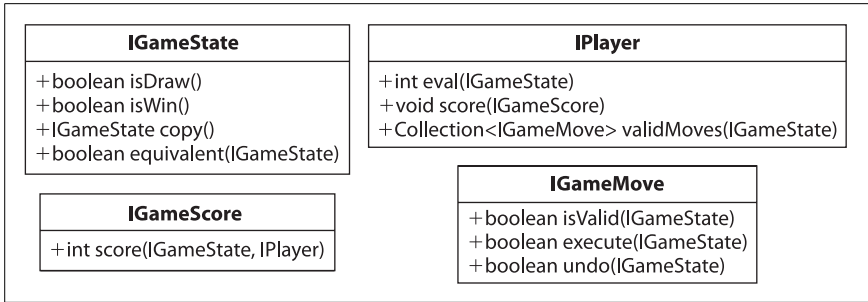 IGameState
+boolean isDraw()
+boolean isWin()
+IGameState copy()
+boolean equivalent(IGameState)
IPlayer
+int eval(IGameState)
+void score(IGameScore)
+Collection<IGameMove> validMoves(IGameState)
IGameScore
+int score(IGameState, IPlayer)
IGameMove
+boolean isValid(IGameState)
+boolean execute(IGameState)
+boolean undo(IGameState)